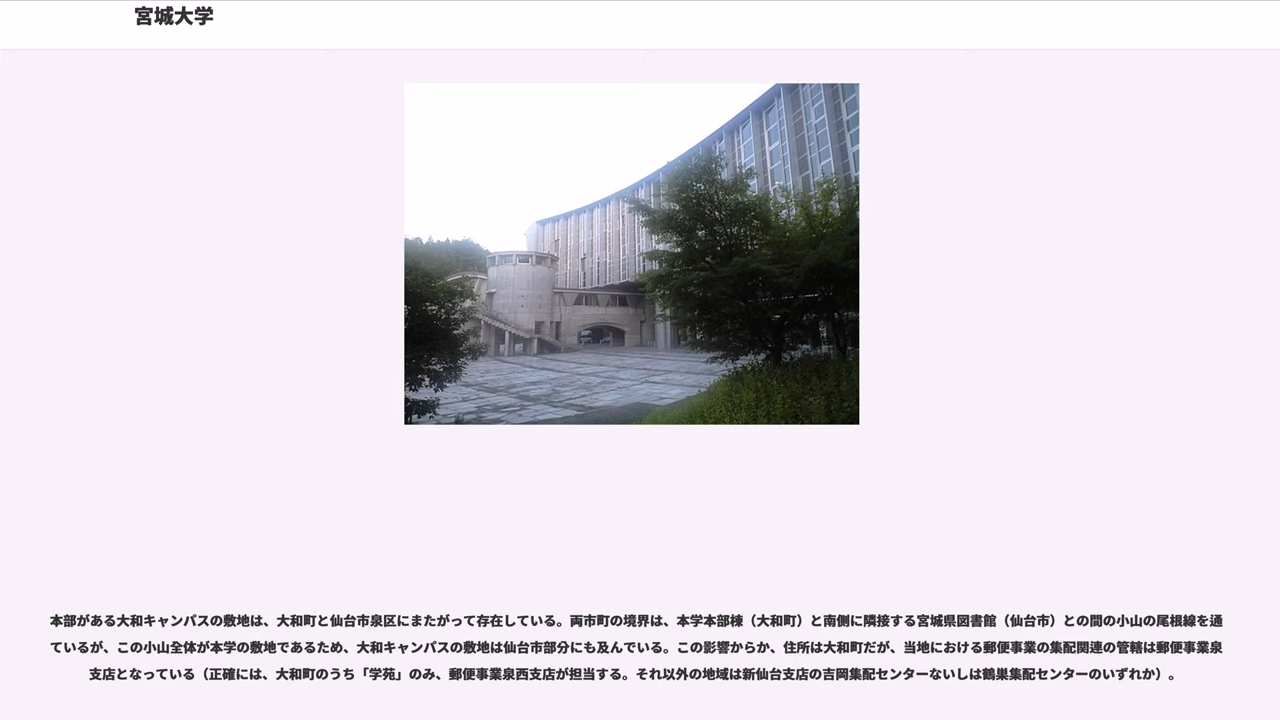 宮城大学
本部がある大和キャンパスの敷地は、大和町と仙台市泉区にまたがって存在している。両市町の境界は、本学本部棟（大和町）と南側に隣接する宮城県図書館（仙台市）との間の小山の尾根線を通
ているが、この小山全体が本学の敷地であるため、大和キャンパスの敷地は仙台市部分にも及んでいる。この影響からか、住所は大和町だが、当地における郵便事業の集配関連の管轄は郵便事業泉
支店となっている（正確には、大和町のうち「学苑」のみ、郵便事業泉西支店が担当する。それ以外の地域は新仙台支店の吉岡集配センターないしは鶴巣集配センターのいずれか）。